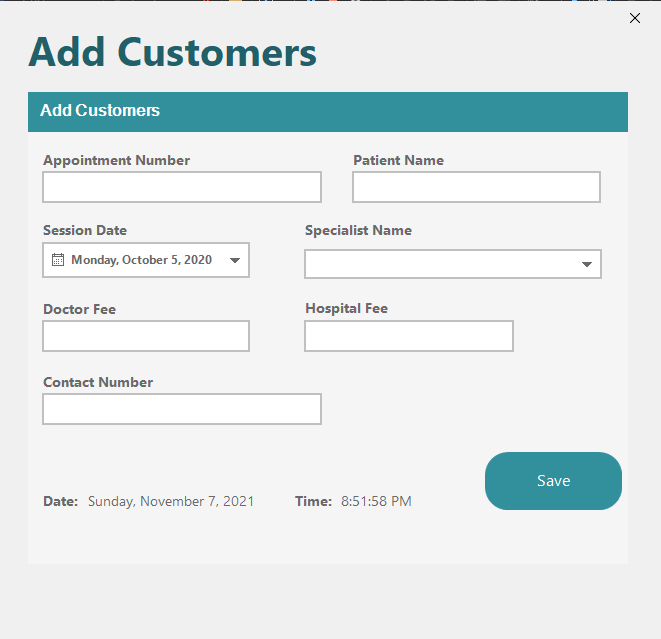 Add Customers
Add Customers
Appointment Number
Patient Name
Session Date
Specialist Name
Monday, October 5, 2020
Doctor Fee
Hospital Fee
Contact Number
Save
Date: Sunday, November 7, 2021 Time: 8:51:58 PM